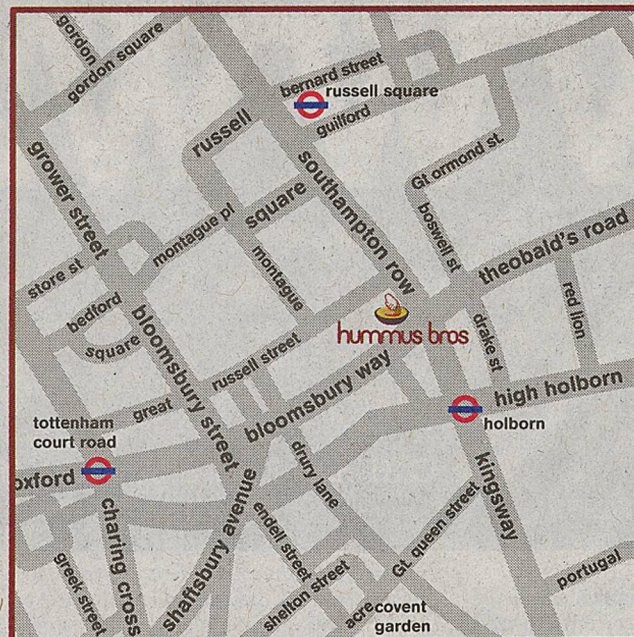 gordon
gordon square
bernard street
russell square
guilford
russell
grower street
southampton row
Gt ormond st.
square
boswell st
montague pl
theobald's road
store st
montague
bedford
square
red lion
bloomsbury street
hummus bros
drake st
russell street
great
bloomsbury way
high holborn
tottenham
court road
holborn
oxford
drury lane
kingsway
charing cross
shaftsbury avenue
endell street
Gt. queen street
greek street
shelton street
portugal
acre
covent
garden